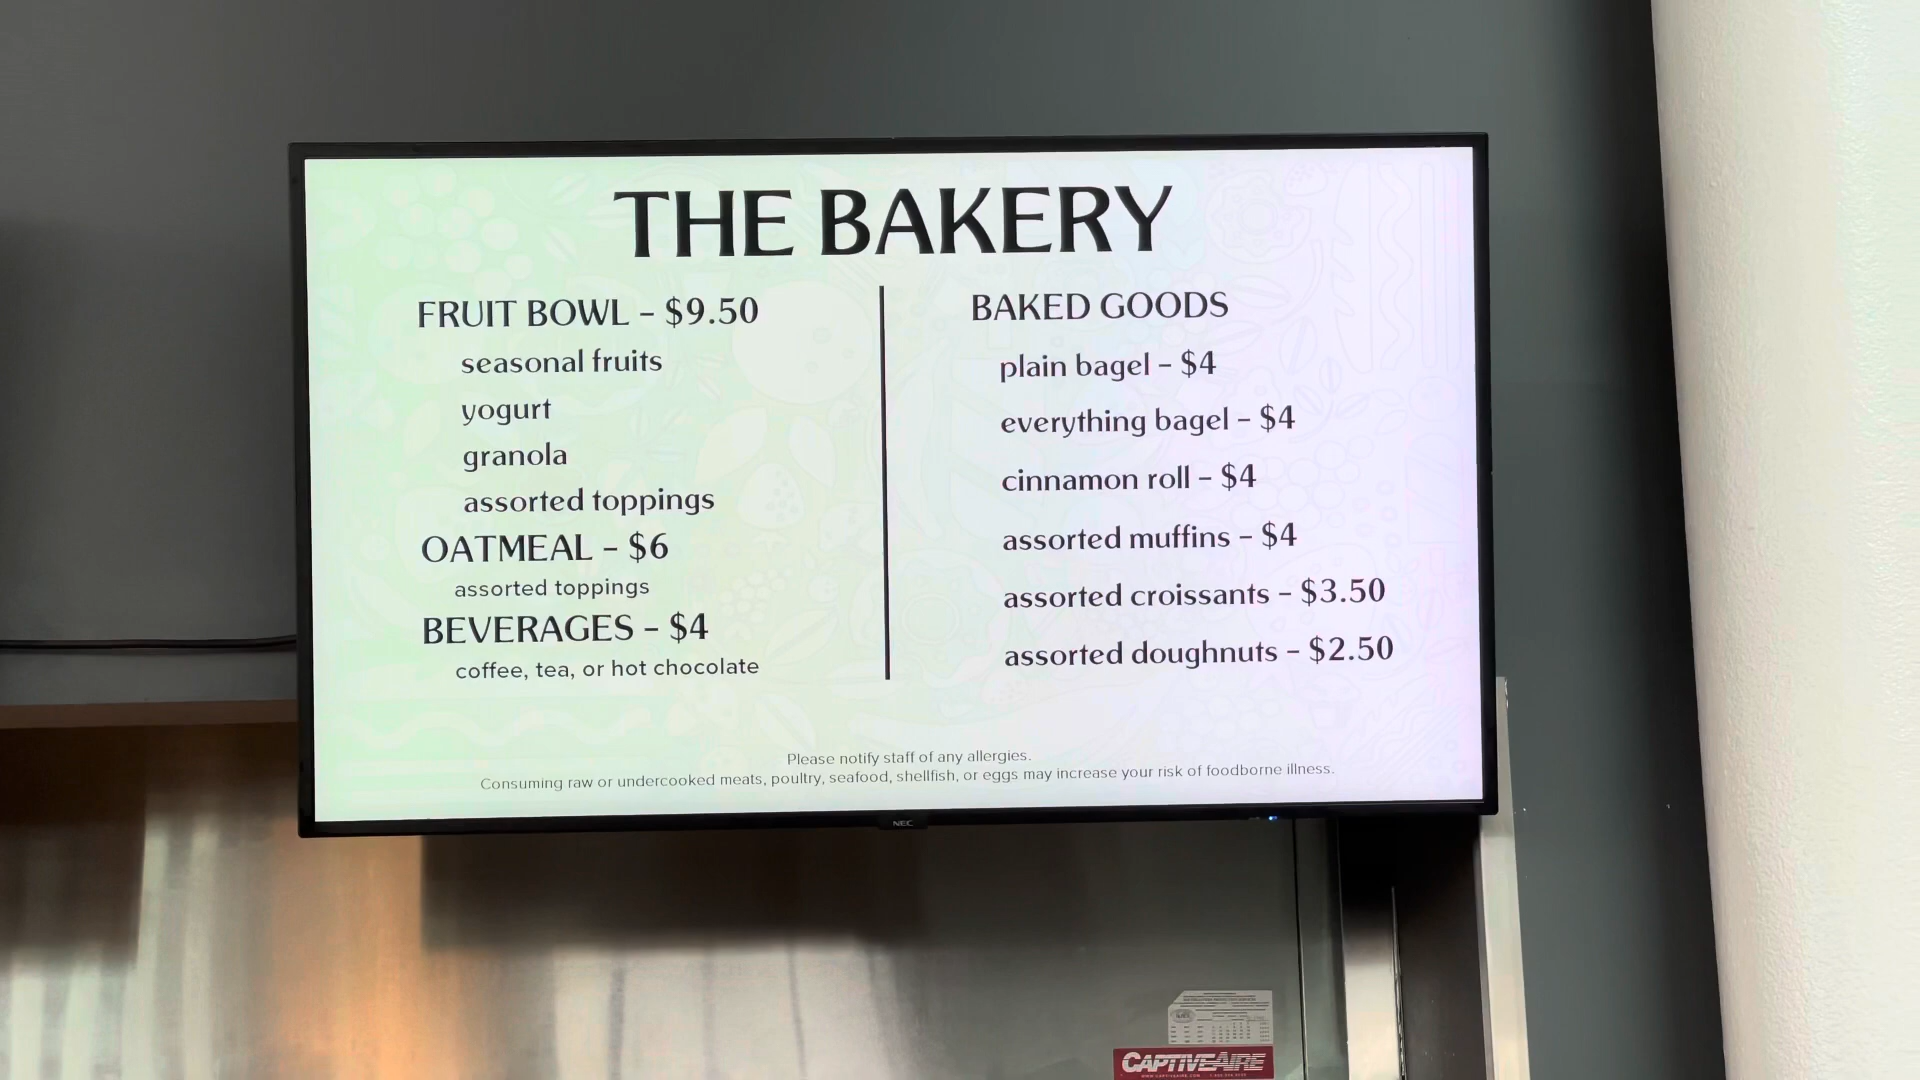 THE BAKERY
FRUIT BOWL – $9.50
seasonal fruits
yogurt
granola
assorted toppings
OATMEAL – $6
assorted toppings
BEVERAGES – $4
coffee, tea, or hot chocolate
BAKED GOODS
plain bagel – $4
everything bagel – $4
cinnamon roll – $4
assorted muffins – $4
assorted croissants – $3.50
assorted doughnuts – $2.50
Please notify staff of any allergies.
Consuming raw or undercooked meats, poultry, seafood, shellfish, or eggs may increase your risk of foodborne illness.
NEC
CAPTIVEAIRE